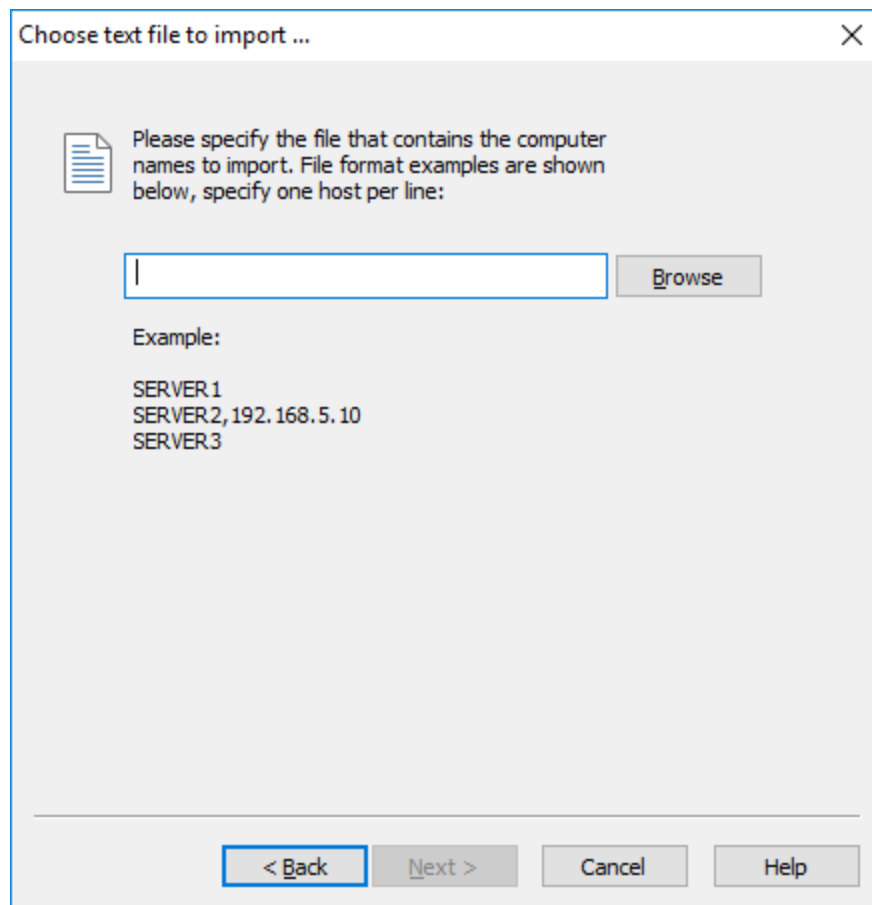 Choose text file to import ...
Please specify the file that contains the computer
names to import. File format examples are shown
below, specify one host per line:
Browse
Example:
SERVER1
SERVER2,192.168.5.10
SERVER3
< Back
Next >
Cancel
Help